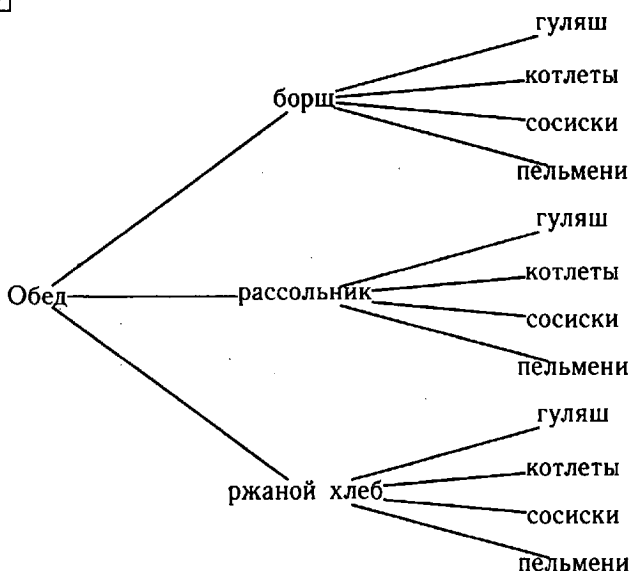 гуляш
котлеты
борщ
сосиски
пельмени
гуляш
котлеты
Обед
рассольник
сосиски
пельмени
гуляш
котлеты
ржаной хлеб
сосиски
пельмени